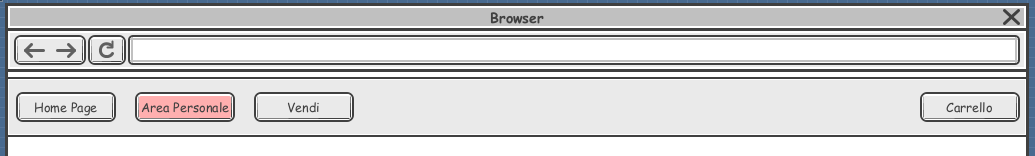 Browser
Home Page
Area Personale
Vendi
Carrello